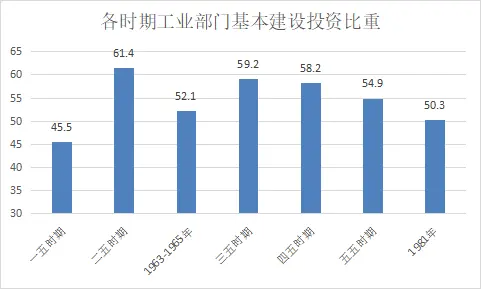 各时期工业部门基本建设投资比重
65
60
55
50
45
40
35
30
45.5
61.4
52.1
59.2
58.2
54.9
50.3
一五时期
二五时期
1963-1965年
三五时期
四五时期
五五时期
1981年